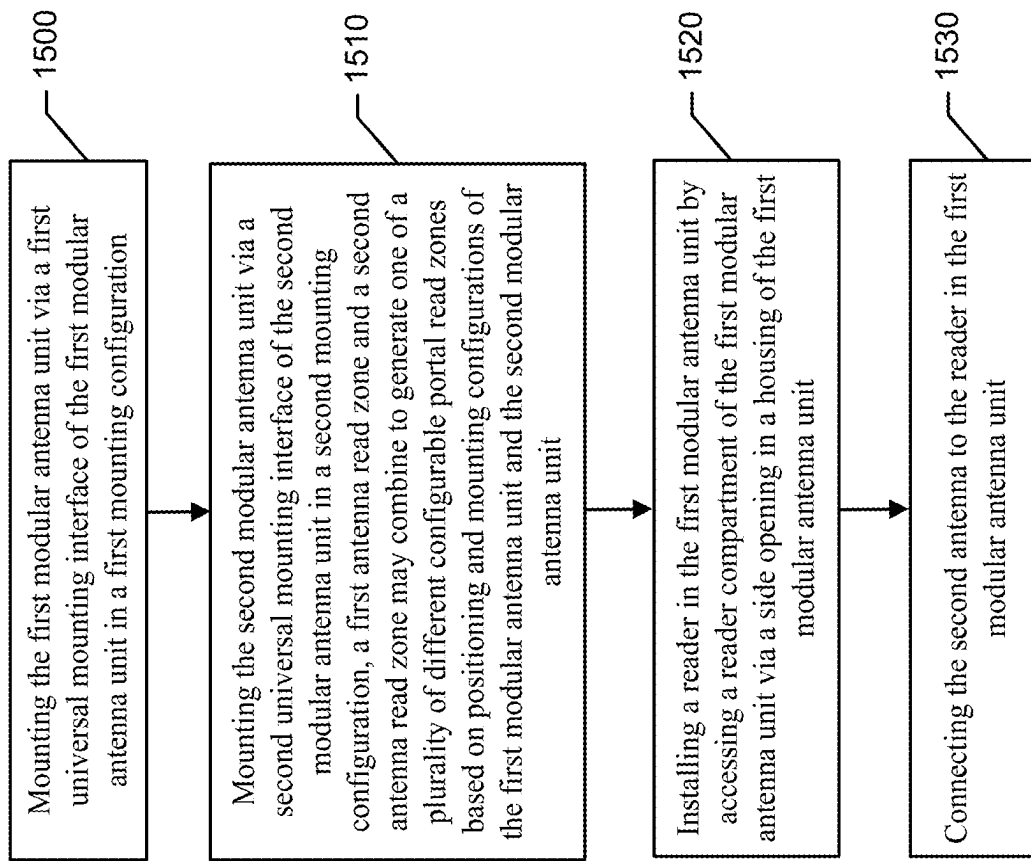 Mounting the first modular antenna unit via a first
universal mounting interface of the first modular
antenna unit in a first mounting configuration
1500
Mounting the second modular antenna unit via a
second universal mounting interface of the second
modular antenna unit in a second mounting
configuration, a first antenna read zone and a second
antenna read zone may combine to generate one of a
plurality of different configurable portal read zones
based on positioning and mounting configurations of
the first modular antenna unit and the second modular
antenna unit
1510
Installing a reader in the first modular antenna unit by
accessing a reader compartment of the first modular
antenna unit via a side opening in a housing of the first
modular antenna unit
1520
Connecting the second antenna to the reader in the first
modular antenna unit
1530